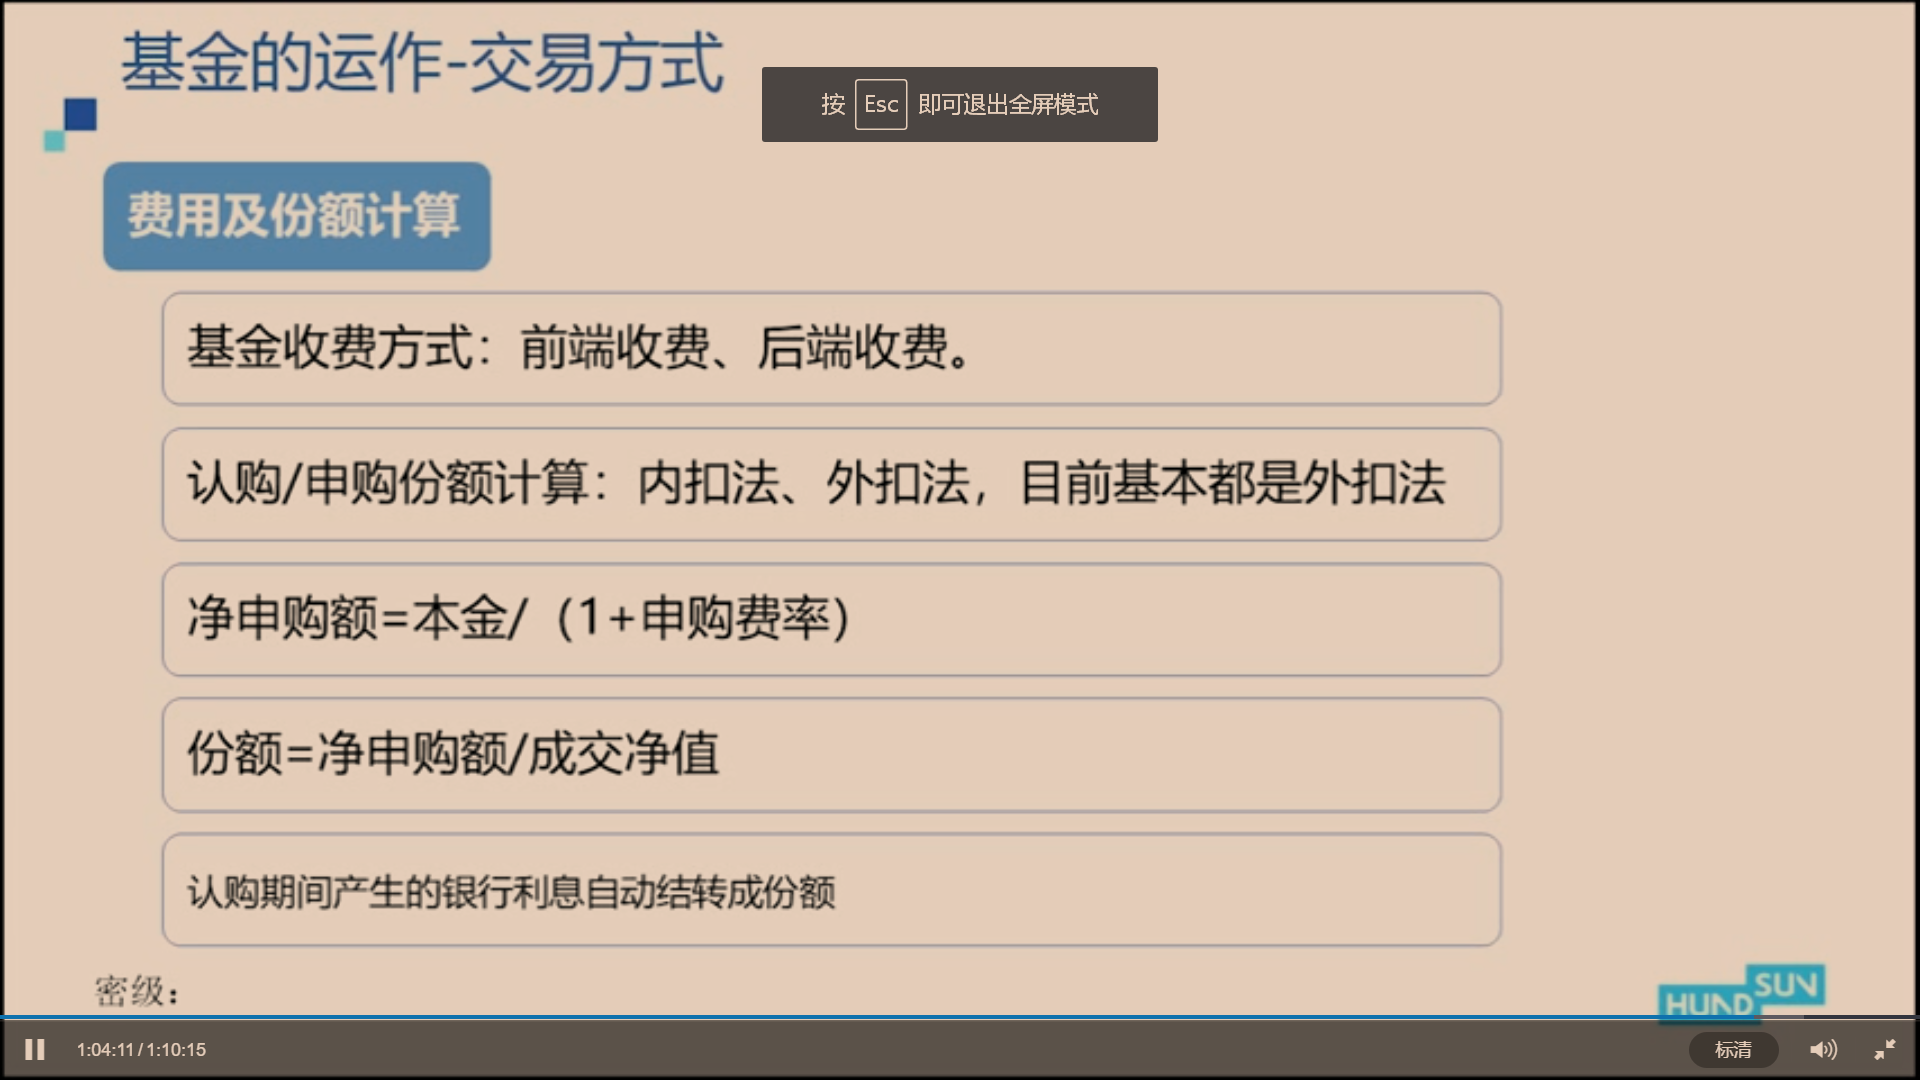 基金的运作-交易方式
按 Esc 即可退出全屏模式
费用及份额计算
基金收费方式：前端收费、后端收费。
认购/申购份额计算：内扣法、外扣法，目前基本都是外扣法
净申购额=本金/（1+申购费率）
份额=净申购额/成交净值
认购期间产生的银行利息自动结转成份额
密级：
HUNDSUN
1:04:11/1:10:15
标清